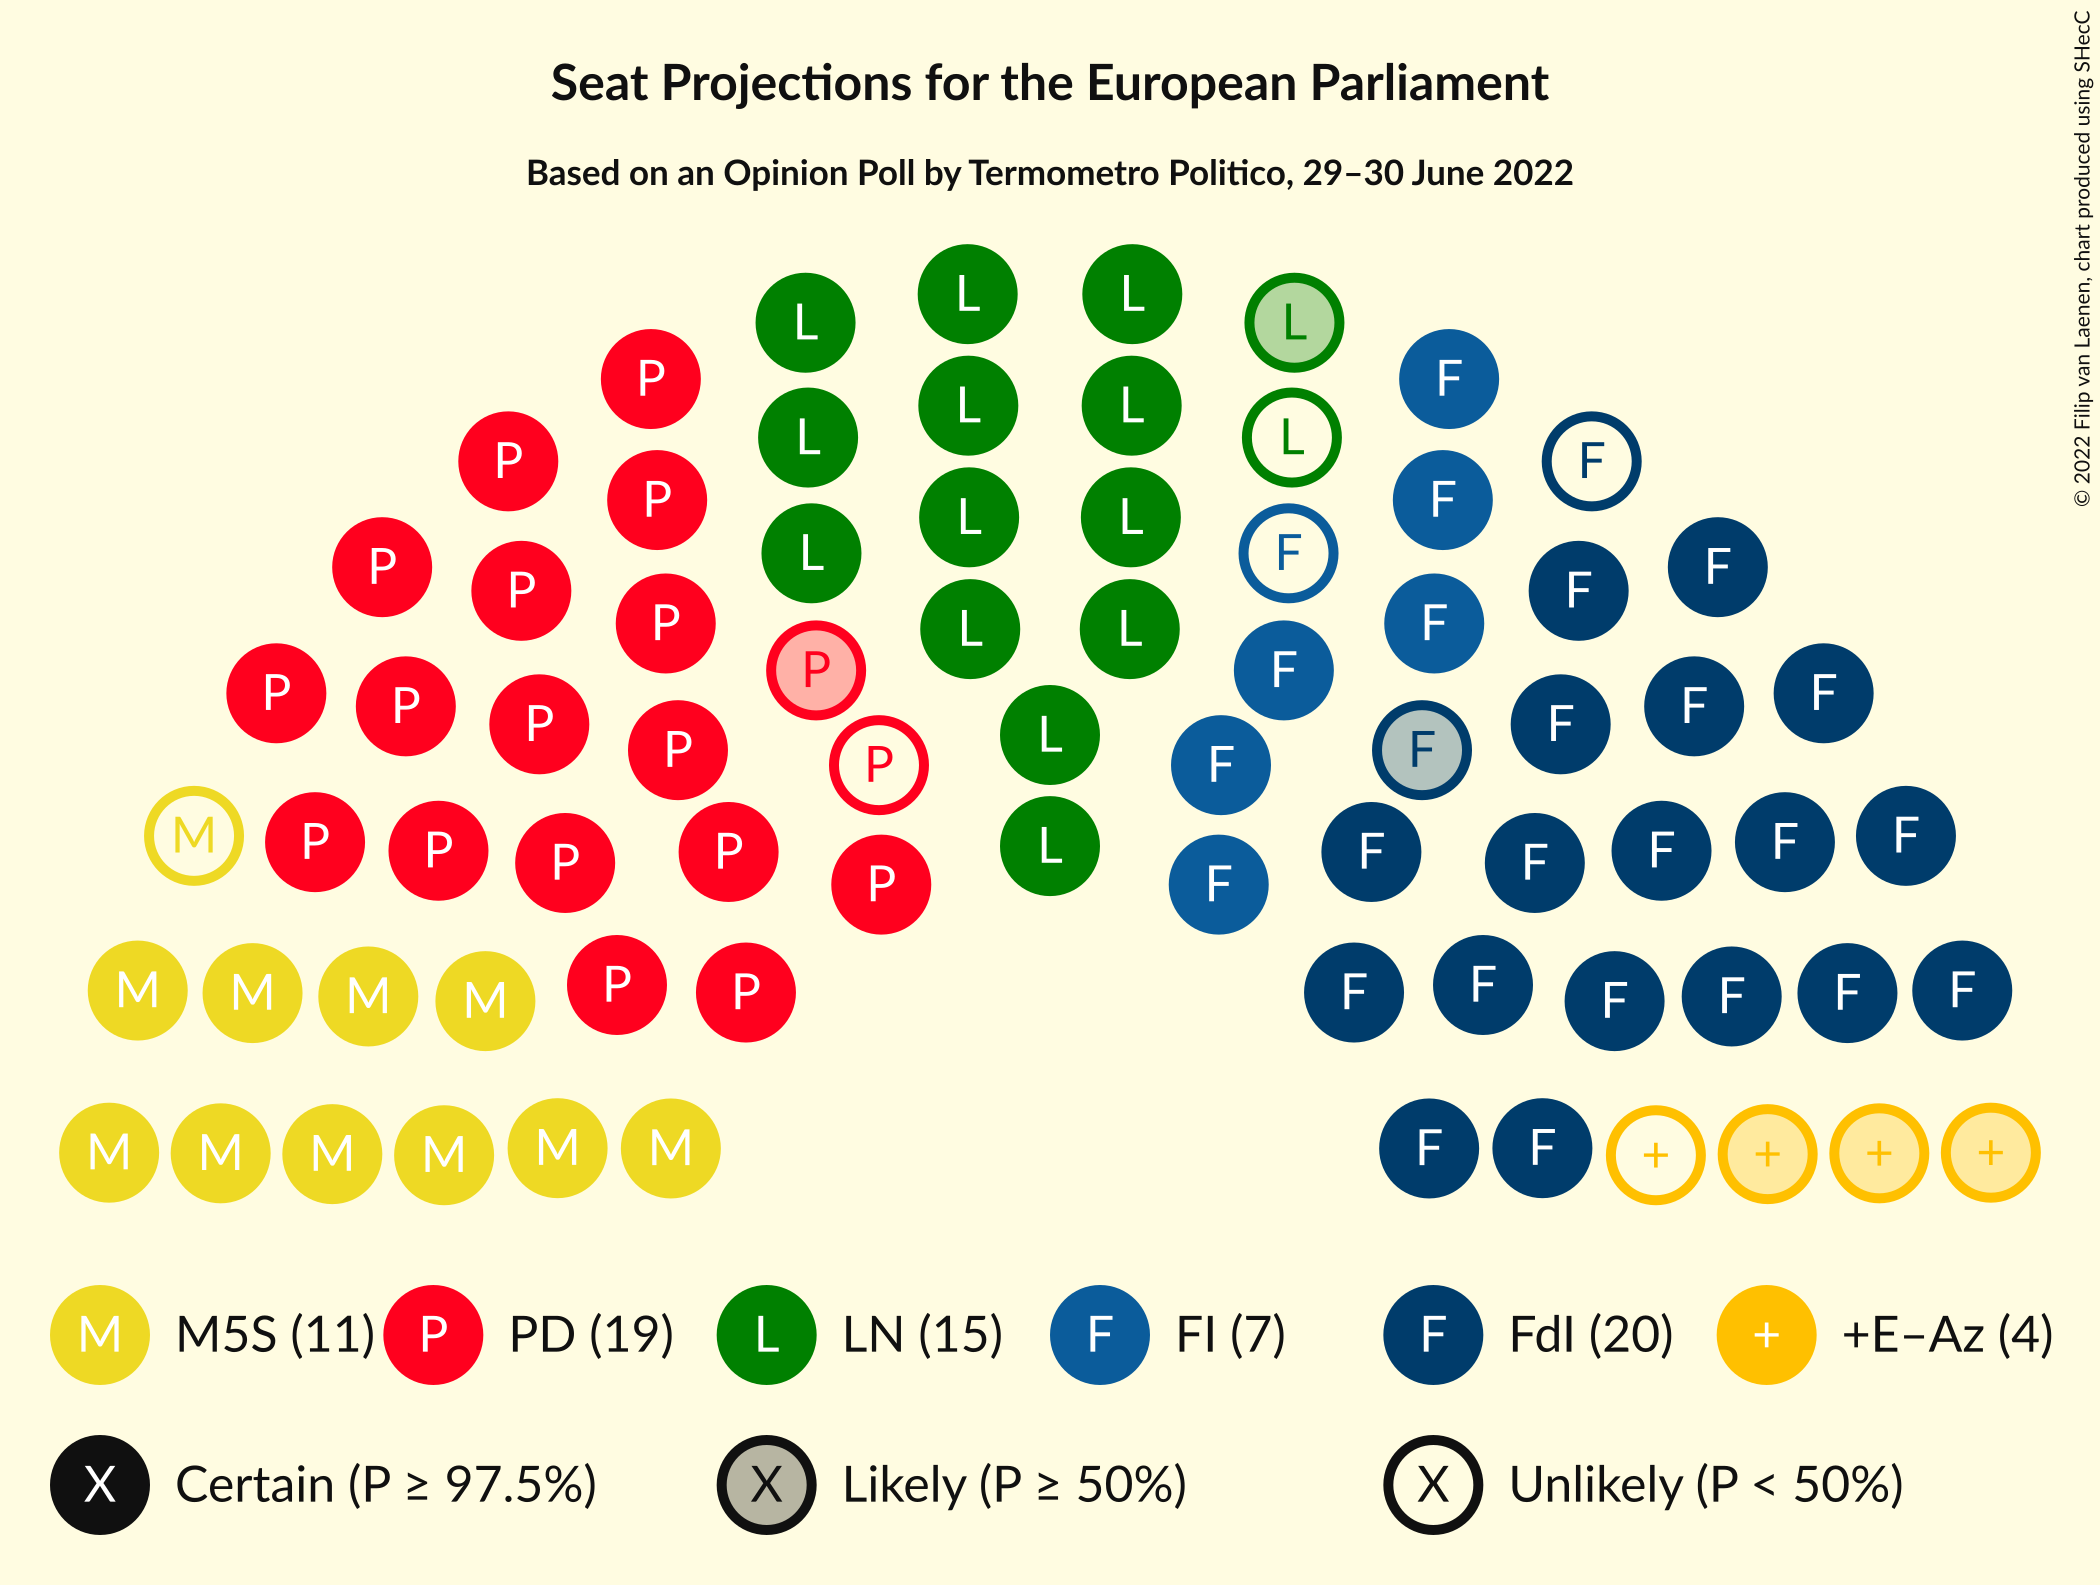 Seat Projections for the European Parliament
Based on an Opinion Poll by Termometro Politico, 29–30 June 2022
© 2022 Filip van Laenen, chart produced using SHecC
L L
L L
P F
L L
L L
P F
P F
L L
P F
L F
P F
P F
L L
P F
P F
P F
P F
P F
L
P F
P F
M F
P F
P F
L
P F
P F
P F
P F
M M M M P P F F F F F F
M M M M M M F F + + + +
M M5S (11) P PD (19) L LN (15) F FI (7) F FdI (20) + +E–Az (4)
X Certain (P ≥ 97.5%) X Likely (P ≥ 50%) X Unlikely (P < 50%)